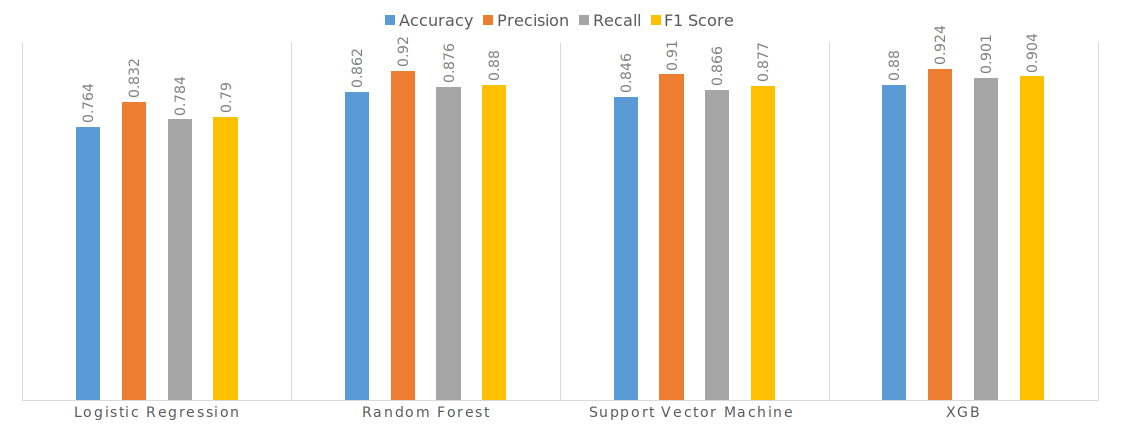 Accuracy Precision Recall F1 Score
0.764 0.832 0.784 0.79
0.862 0.92 0.876 0.88
0.846 0.91 0.866 0.877
0.88 0.924 0.901 0.904
Logistic Regression Random Forest Support Vector Machine XGB